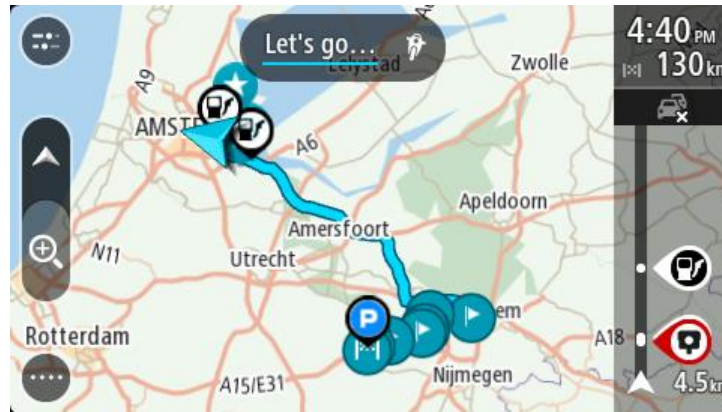 Let's go...
4:40 PM
130 km
A9
Lelystad
Zwolle
AMST
A6
Apeldoorn
Amersfoort
N11
Utrecht
P
em
Rotterdam
A18
A15/E31
Nijmegen
4.5 km